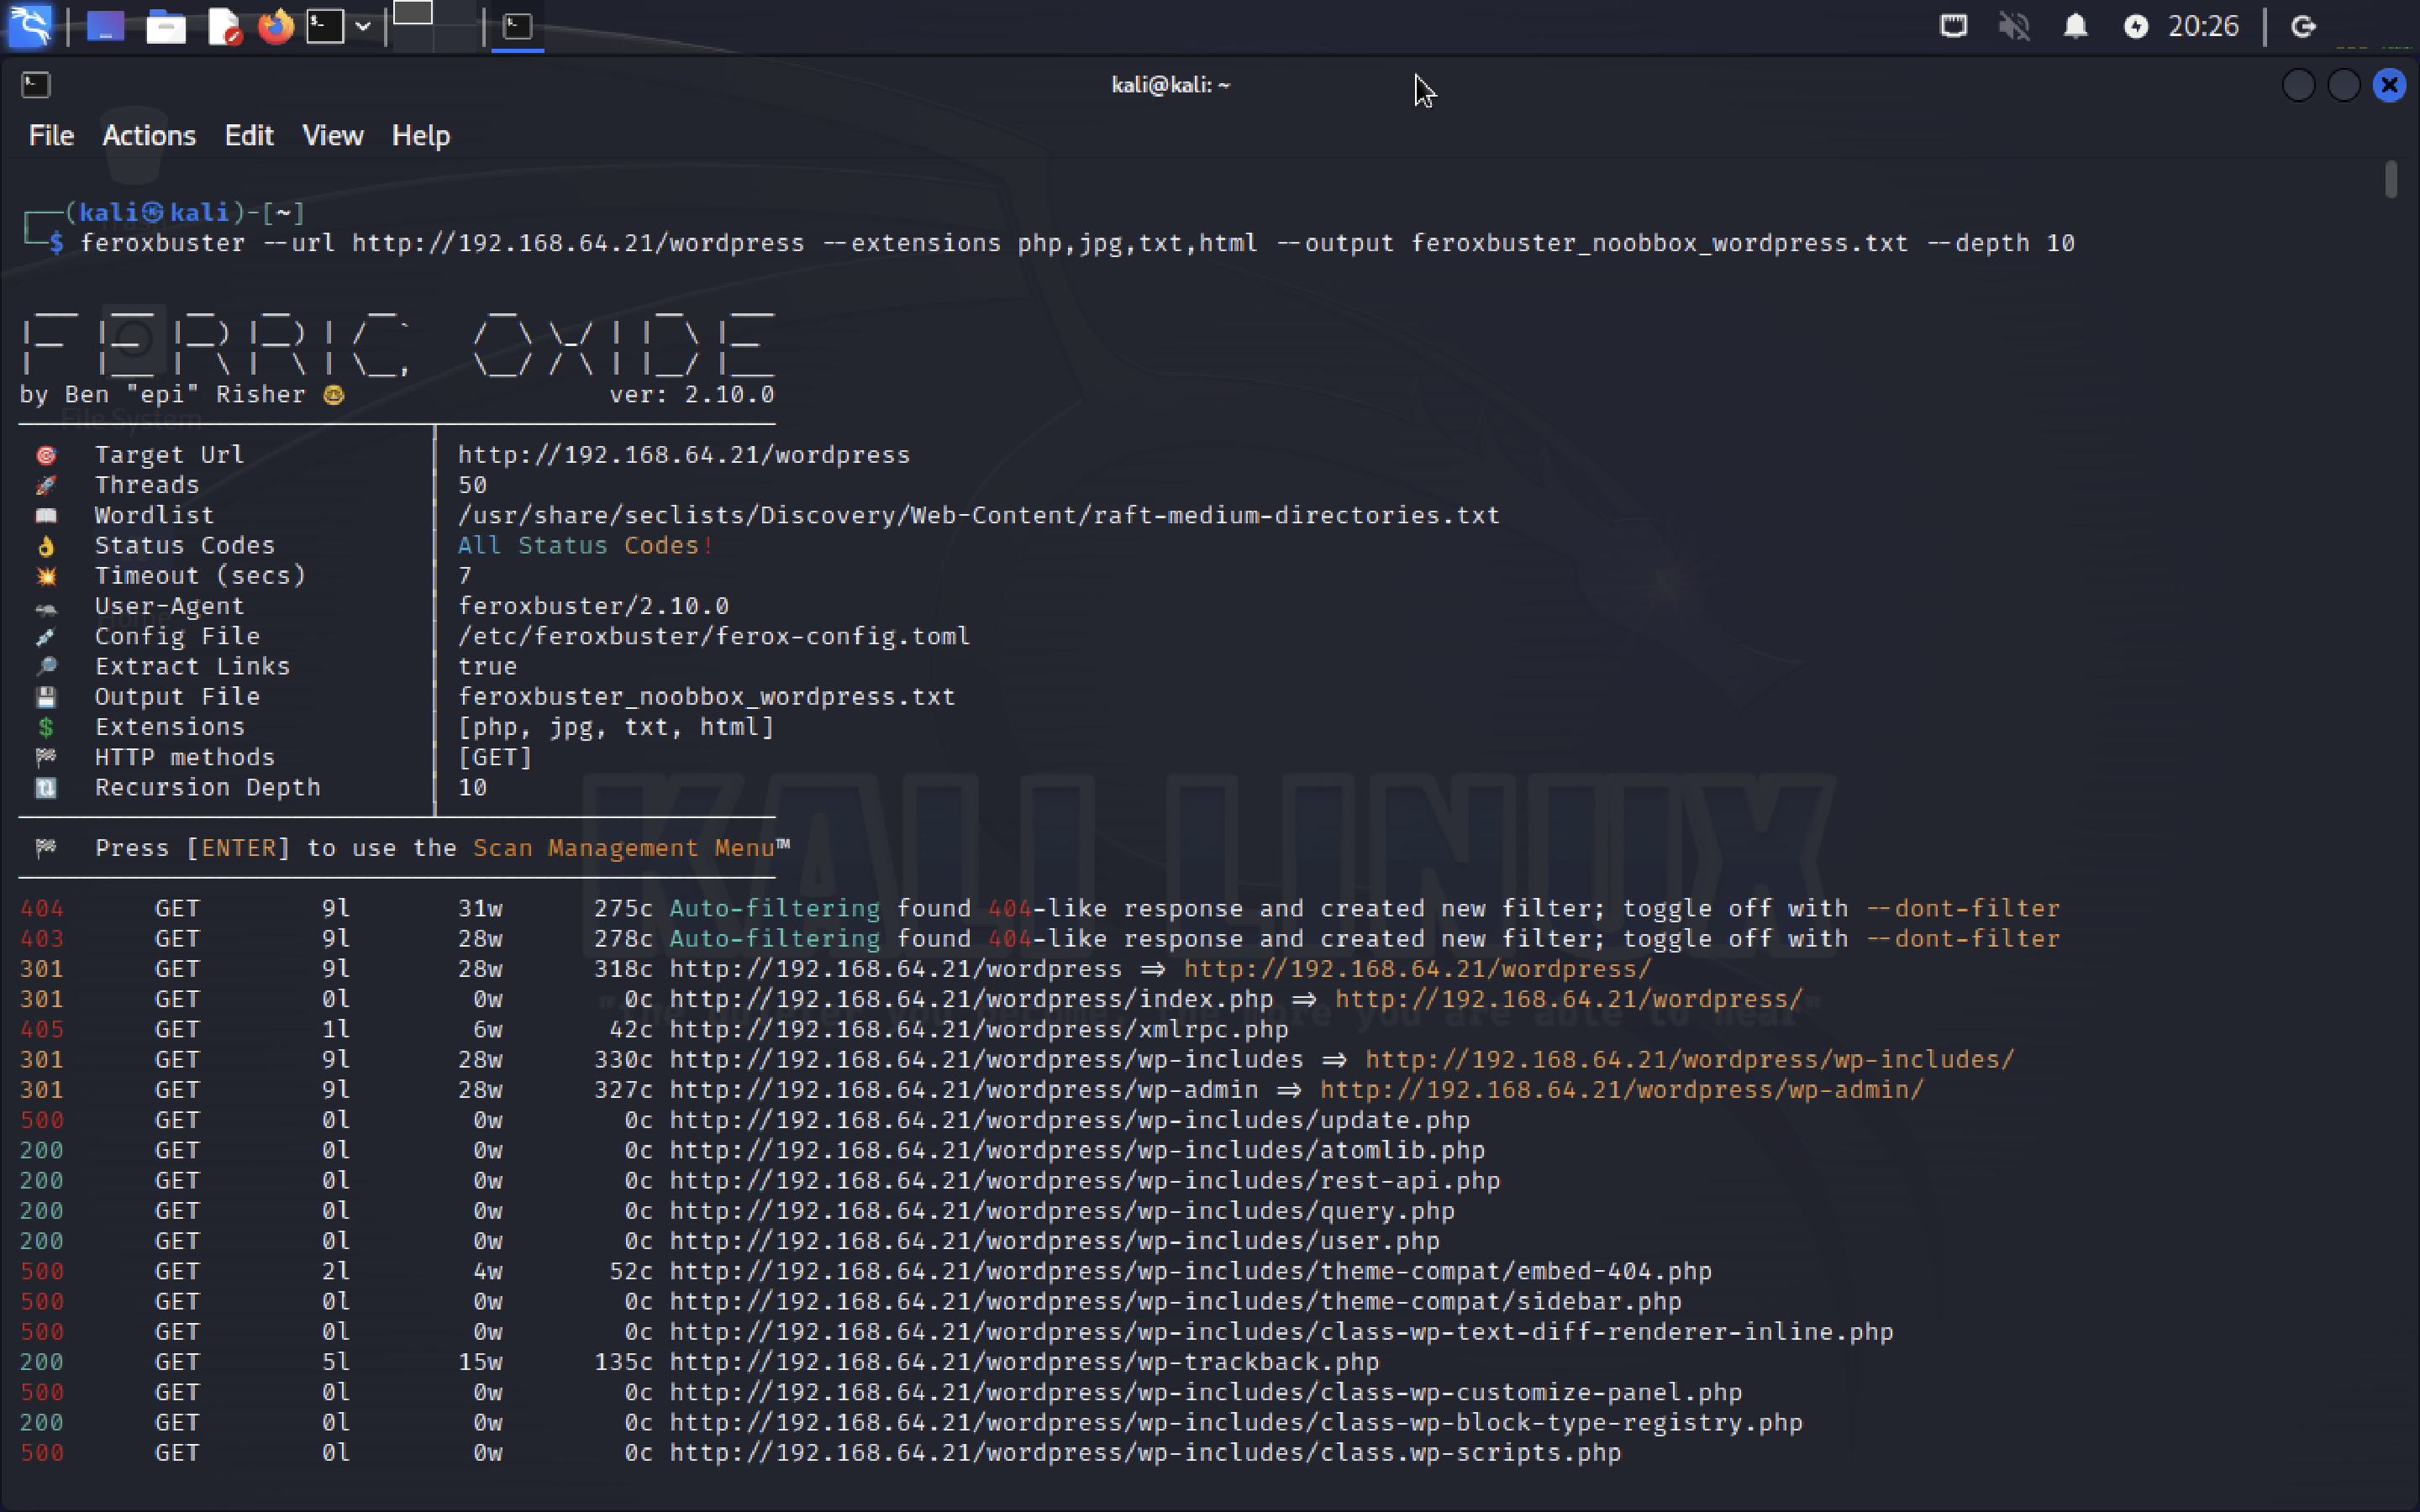 20:26
kali@kali: ~
File Actions Edit View Help
Trash
┌──(kali㉿kali)-[~]
└─$ feroxbuster --url http://192.168.64.21/wordpress --extensions php,jpg,txt,html --output feroxbuster_noobbox_wordpress.txt --depth 10
FERRIC OXIDE
by Ben "epi" Risher 🤓 ver: 2.10.0
File System
🎯 Target Url │ http://192.168.64.21/wordpress
🚀 Threads │ 50
📖 Wordlist │ /usr/share/seclists/Discovery/Web-Content/raft-medium-directories.txt
👌 Status Codes │ All Status Codes!
💥 Timeout (secs) │ 7
🦡 User-Agent │ feroxbuster/2.10.0
Home
💉 Config File │ /etc/feroxbuster/ferox-config.toml
🔎 Extract Links │ true
💾 Output File │ feroxbuster_noobbox_wordpress.txt
💲 Extensions │ [php, jpg, txt, html]
🏁 HTTP methods │ [GET]
🔃 Recursion Depth │ 10
KALI LINUX
🏁 Press [ENTER] to use the Scan Management Menu™
404 GET 9l 31w 275c Auto-filtering found 404-like response and created new filter; toggle off with --dont-filter
403 GET 9l 28w 278c Auto-filtering found 404-like response and created new filter; toggle off with --dont-filter
301 GET 9l 28w 318c http://192.168.64.21/wordpress => http://192.168.64.21/wordpress/
301 GET 0l 0w 0c http://192.168.64.21/wordpress/index.php => http://192.168.64.21/wordpress/
"the quieter you become, the more you are able to hear"
405 GET 1l 6w 42c http://192.168.64.21/wordpress/xmlrpc.php
301 GET 9l 28w 330c http://192.168.64.21/wordpress/wp-includes => http://192.168.64.21/wordpress/wp-includes/
301 GET 9l 28w 327c http://192.168.64.21/wordpress/wp-admin => http://192.168.64.21/wordpress/wp-admin/
500 GET 0l 0w 0c http://192.168.64.21/wordpress/wp-includes/update.php
200 GET 0l 0w 0c http://192.168.64.21/wordpress/wp-includes/atomlib.php
200 GET 0l 0w 0c http://192.168.64.21/wordpress/wp-includes/rest-api.php
200 GET 0l 0w 0c http://192.168.64.21/wordpress/wp-includes/query.php
200 GET 0l 0w 0c http://192.168.64.21/wordpress/wp-includes/user.php
500 GET 2l 4w 52c http://192.168.64.21/wordpress/wp-includes/theme-compat/embed-404.php
500 GET 0l 0w 0c http://192.168.64.21/wordpress/wp-includes/theme-compat/sidebar.php
500 GET 0l 0w 0c http://192.168.64.21/wordpress/wp-includes/class-wp-text-diff-renderer-inline.php
200 GET 5l 15w 135c http://192.168.64.21/wordpress/wp-trackback.php
500 GET 0l 0w 0c http://192.168.64.21/wordpress/wp-includes/class-wp-customize-panel.php
200 GET 0l 0w 0c http://192.168.64.21/wordpress/wp-includes/class-wp-block-type-registry.php
500 GET 0l 0w 0c http://192.168.64.21/wordpress/wp-includes/class.wp-scripts.php